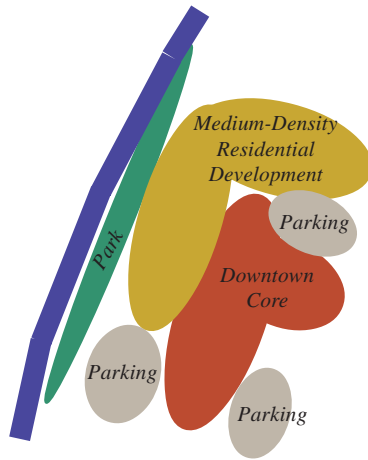 Medium-Density
Residential
Development
Parking
Park
Downtown
Core
Parking
Parking